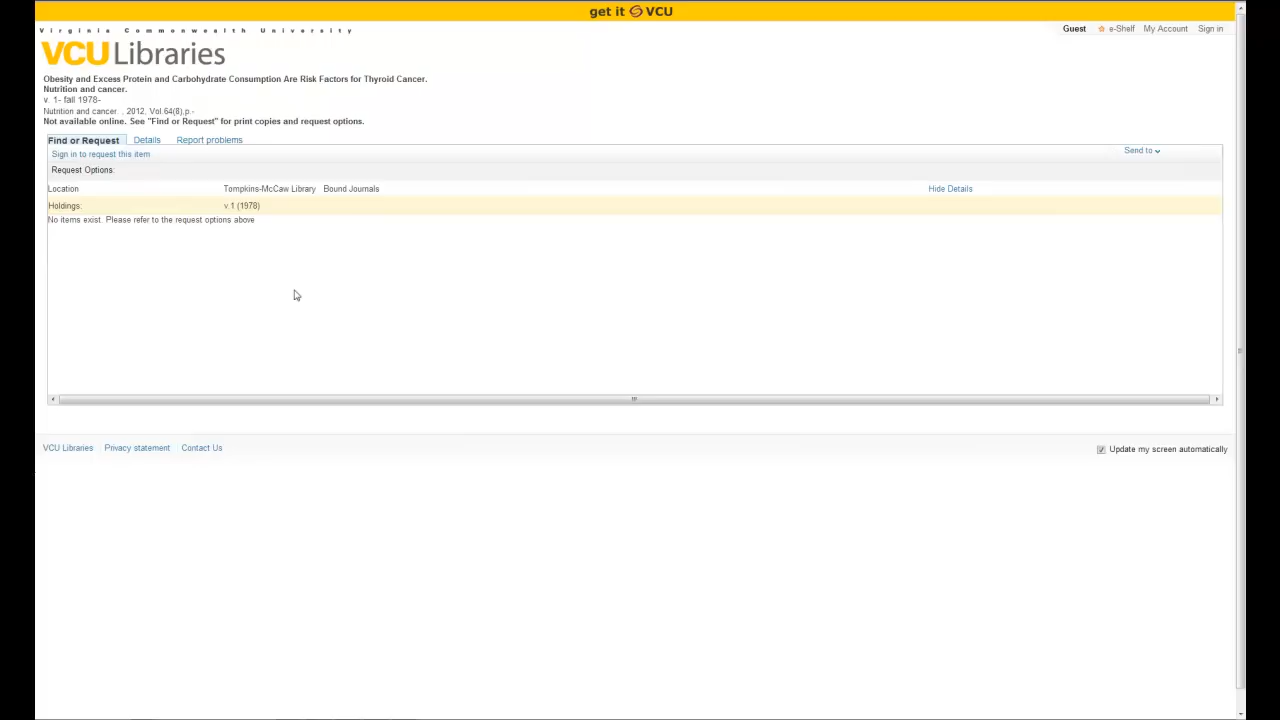 get it VCU
Virginia Commonwealth University
Guest e-Shelf My Account Sign in
VCU Libraries
Obesity and Excess Protein and Carbohydrate Consumption Are Risk Factors for Thyroid Cancer.
Nutrition and cancer.
v. 1- fall 1978-
Nutrition and cancer. , 2012, Vol.64(8),p.-
Not available online. See "Find or Request" for print copies and request options.
Find or Request Details Report problems
Sign in to request this item Send to
Request Options:
Location Tompkins-McCaw Library Bound Journals Hide Details
Holdings: v.1 (1978)
No items exist. Please refer to the request options above
VCU Libraries Privacy statement Contact Us Update my screen automatically